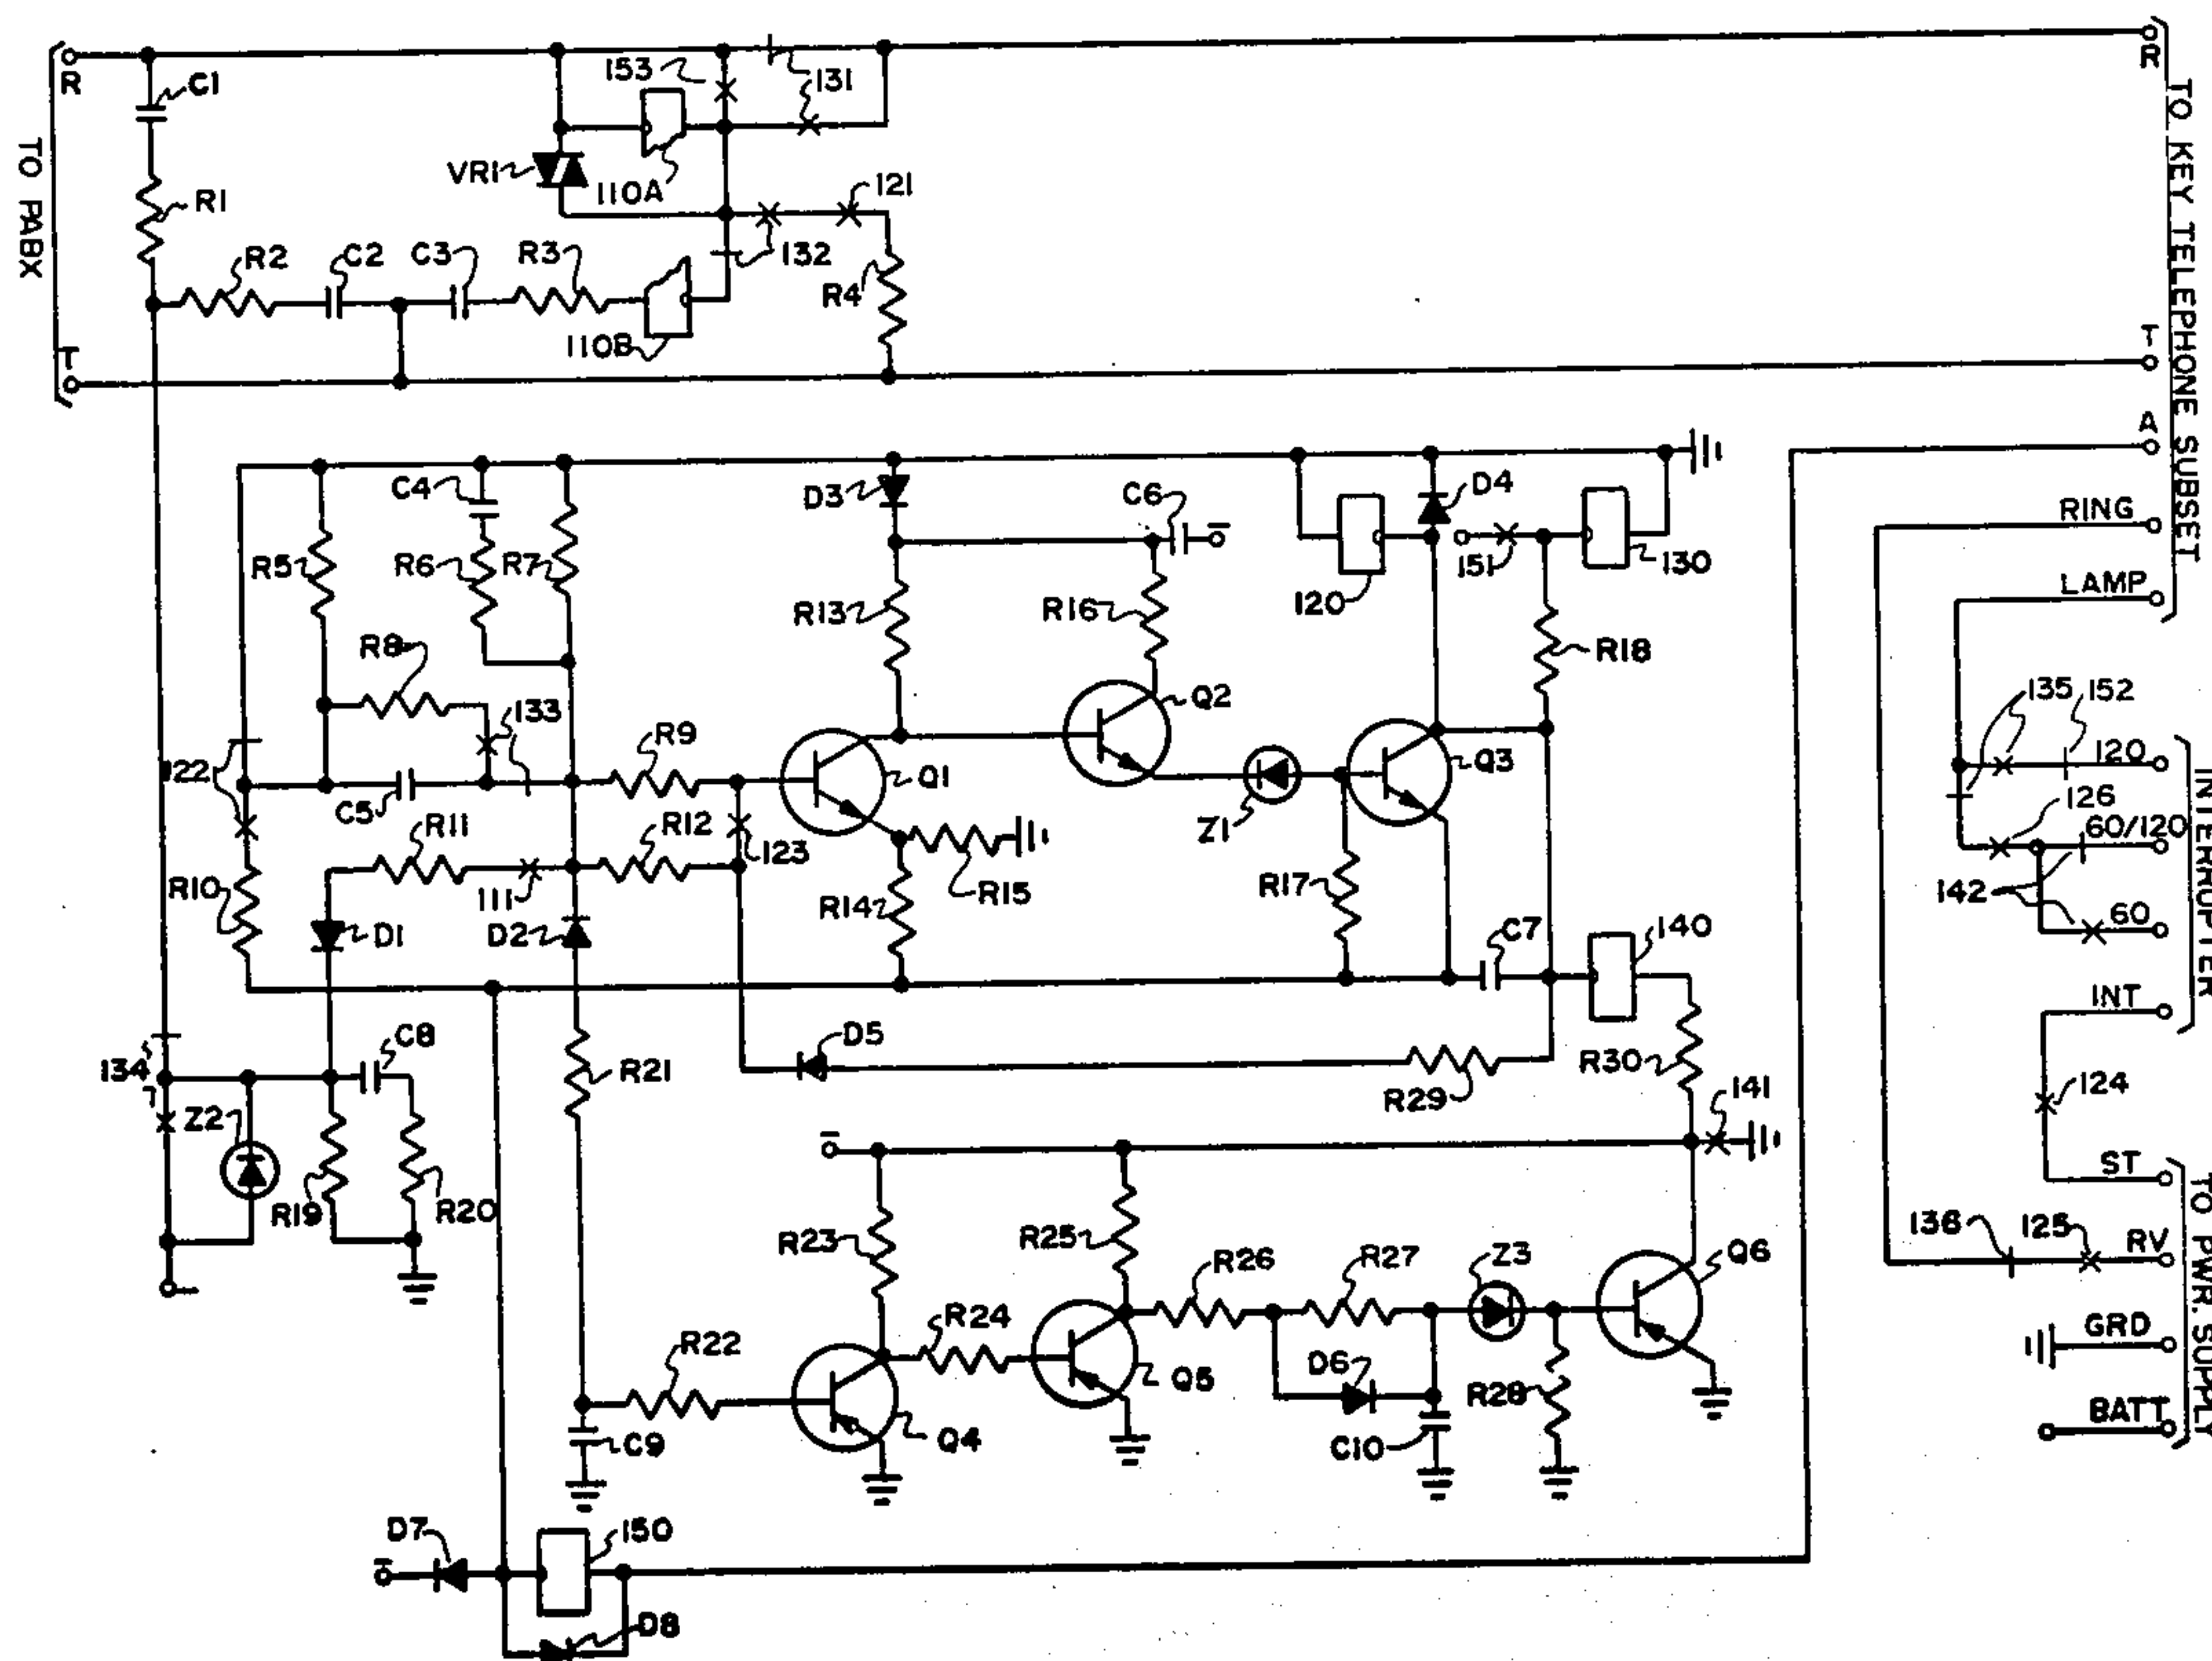 R
C1
R1
TO PABX
T
R2
C2
C3
R3
110B
VR1
110A
153
131
121
132
R4
R
TO KEY TELEPHONE SUBSET
T
A
RING
LAMP
C4
R5
R6
R7
R8
133
122
C5
R9
R10
R11
R12
111
123
D1
D2
D3
C6
R13
R16
Q1
Q2
R14
R15
Z1
Q3
R17
120
D4
151
130
R18
C7
140
135
152
120
126
60/120
142
60
INTERRUPTER
INT
124
ST
TO PWR. SUPPLY
136
125
RV
GRD
BATT
134
Z2
C8
R19
R20
R21
D5
R29
R30
141
R23
R25
R22
R24
Q4
Q5
C9
R26
R27
Z3
Q6
D6
R28
C10
D7
150
D8